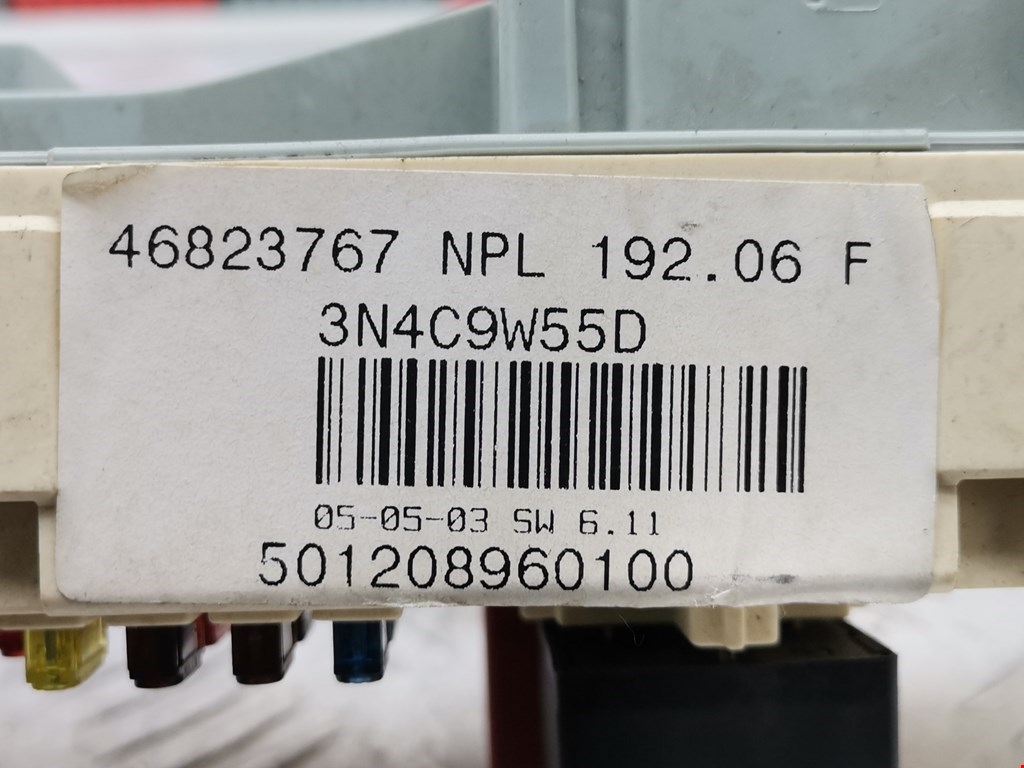 46823767 NPL 192.06 F
3N4C9W55D
05-05-03 SW 6.11
501208960100